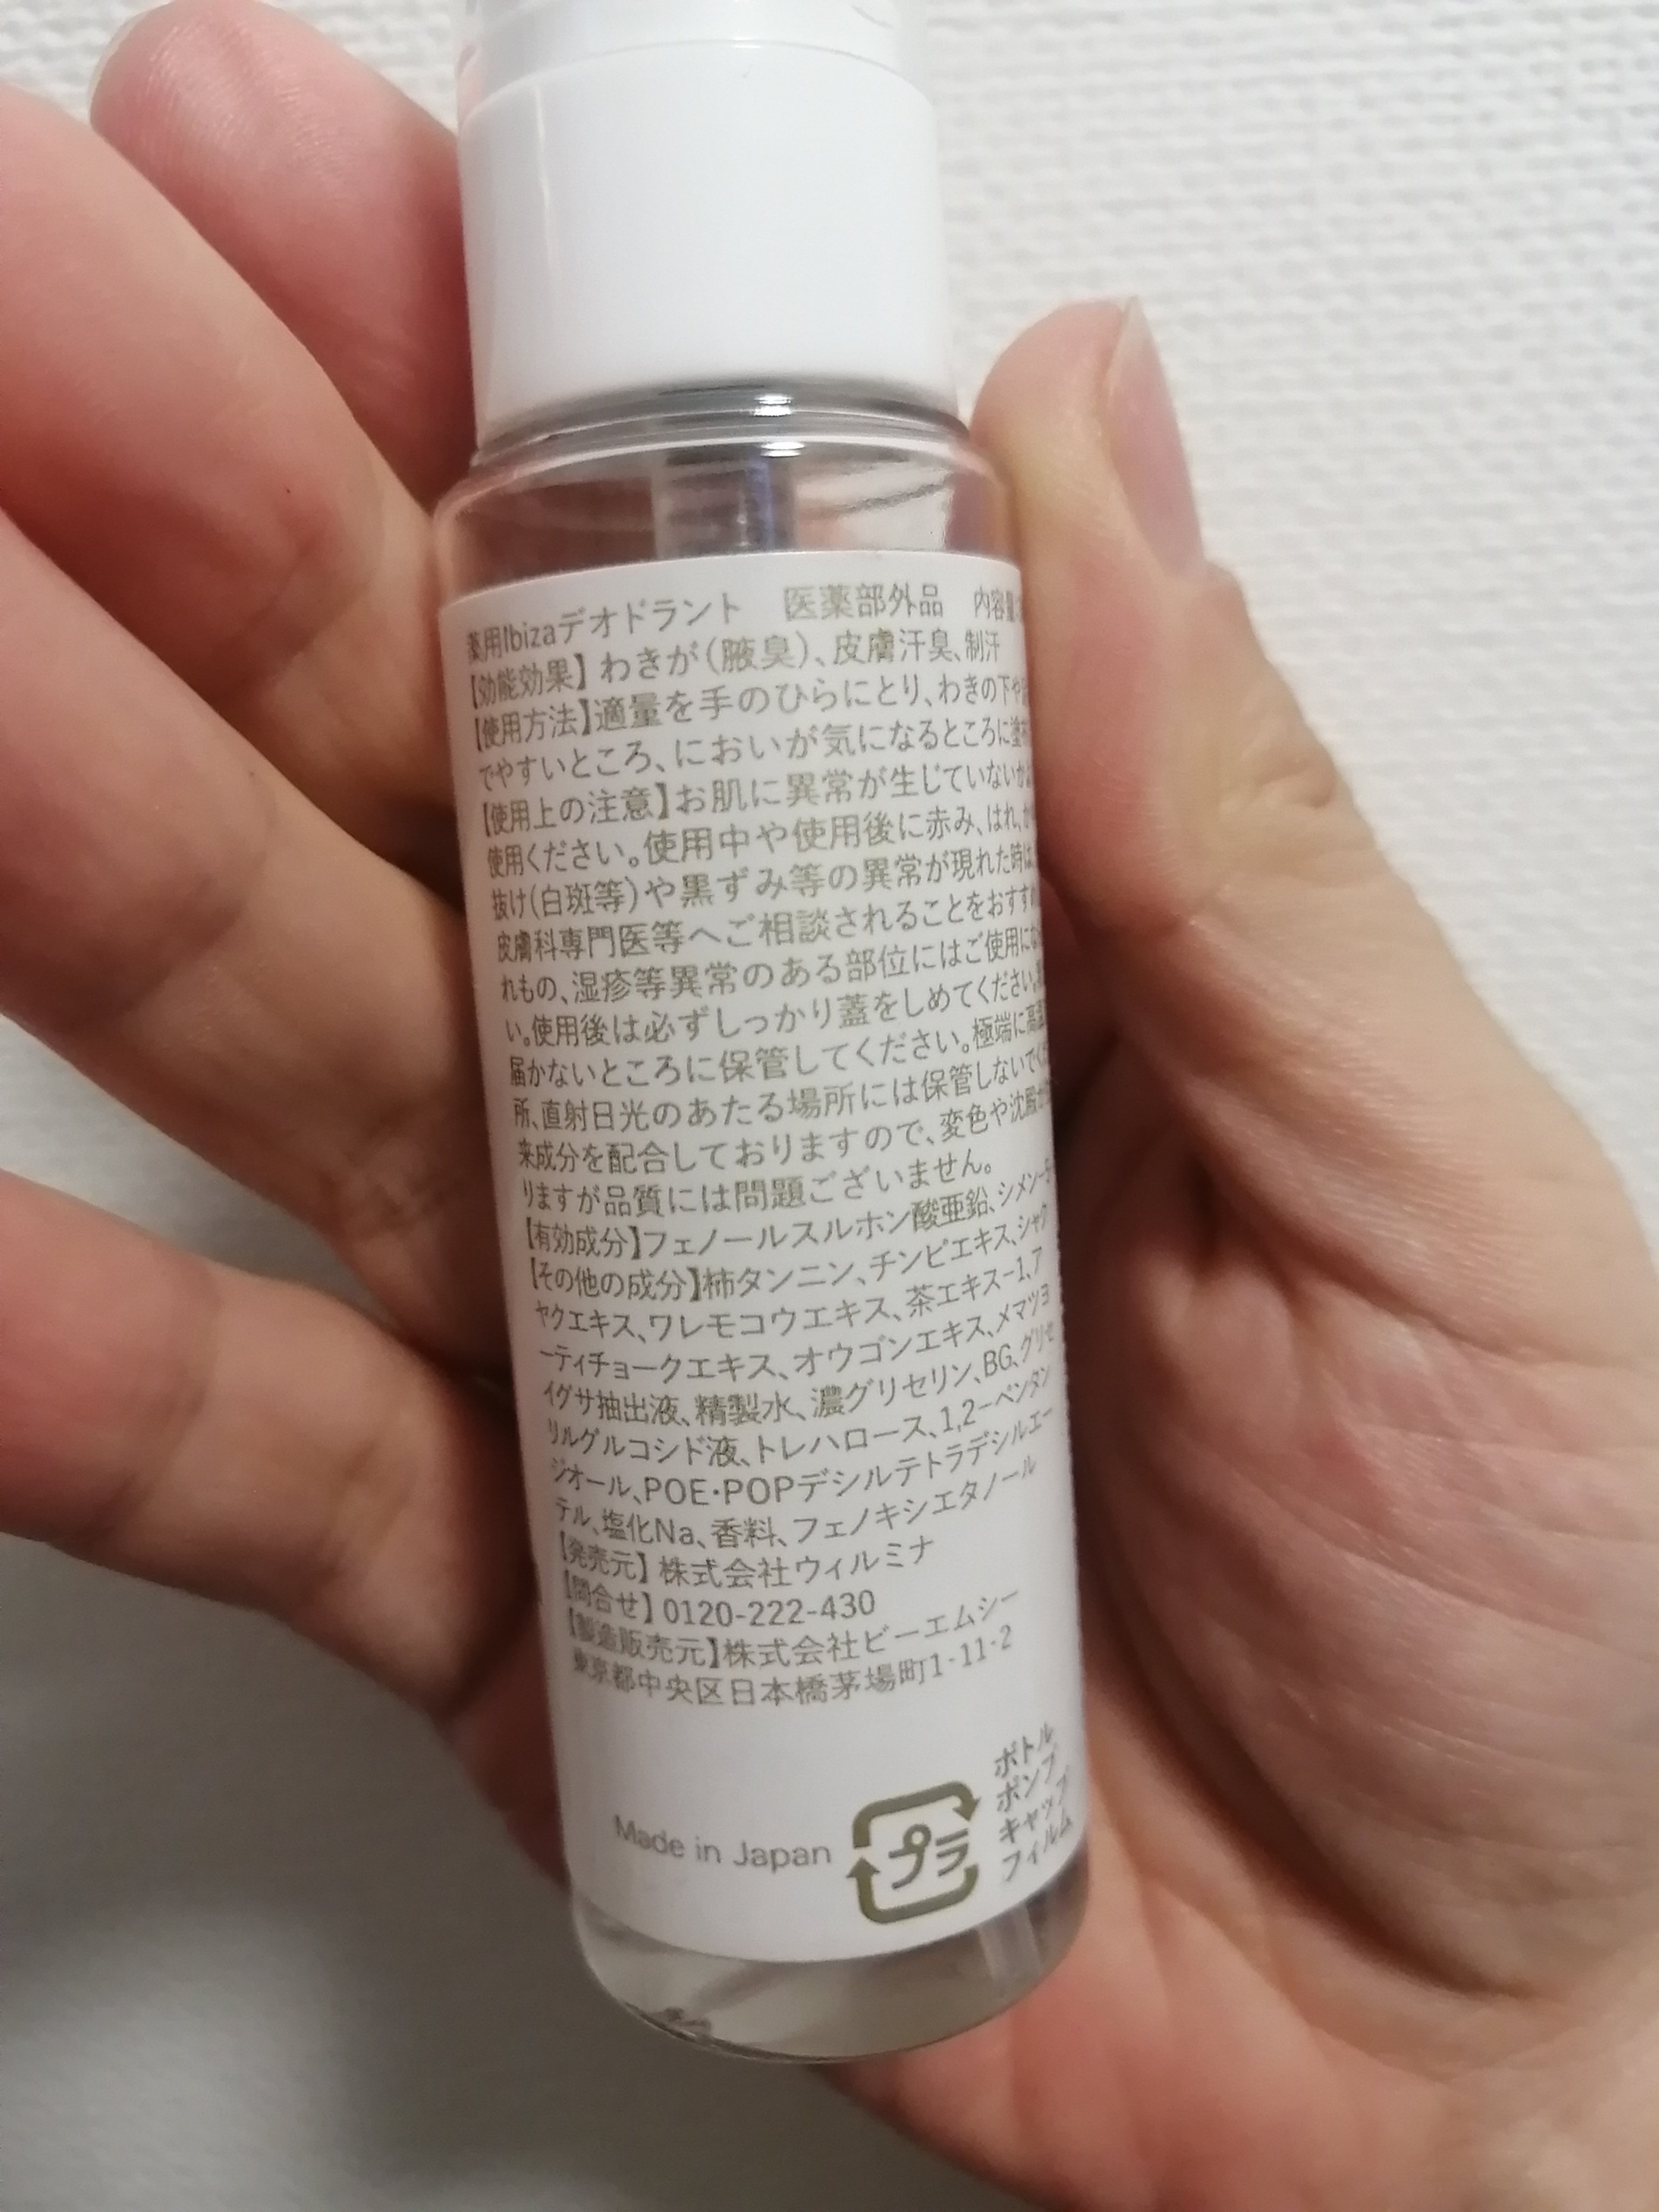 薬用Ibizaデオドラント 医薬部外品 内容量
【効能効果】わきが(腋臭)、皮膚汗臭、制汗
【使用方法】適量を手のひらにとり、わきの下や
でやすいところ、においが気になるところに塗
【使用上の注意】お肌に異常が生じていないか
使用ください。使用中や使用後に赤み、はれ、か
抜け(白斑等)や黒ずみ等の異常が現れた時は、
皮膚科専門医等へご相談されることをおすす
れもの、湿疹等異常のある部位にはご使用に
い。使用後は必ずしっかり蓋をしめてください。
届かないところに保管してください。極端に高温
所、直射日光のあたる場所には保管しないでく
来成分を配合しておりますので、変色や沈殿が
りますが品質には問題ございません。
【有効成分】フェノールスルホン酸亜鉛、シメン-5-
【その他の成分】柿タンニン、チンピエキス、シャク
ヤクエキス、ワレモコウエキス、茶エキス-1、ア
ーティチョークエキス、オウゴンエキス、メマツヨ
イグサ抽出液、精製水、濃グリセリン、BG、グリセ
リルグルコシド液、トレハロース、1,2-ペンタン
ジオール、POE・POPデシルテトラデシルエー
テル、塩化Na、香料、フェノキシエタノール
【発売元】株式会社ウィルミナ
【問合せ】0120-222-430
【製造販売元】株式会社ビーエムシー
東京都中央区日本橋茅場町1-11-2
ボトル
ポンプ
キャップ
フィルム
プラ
Made in Japan